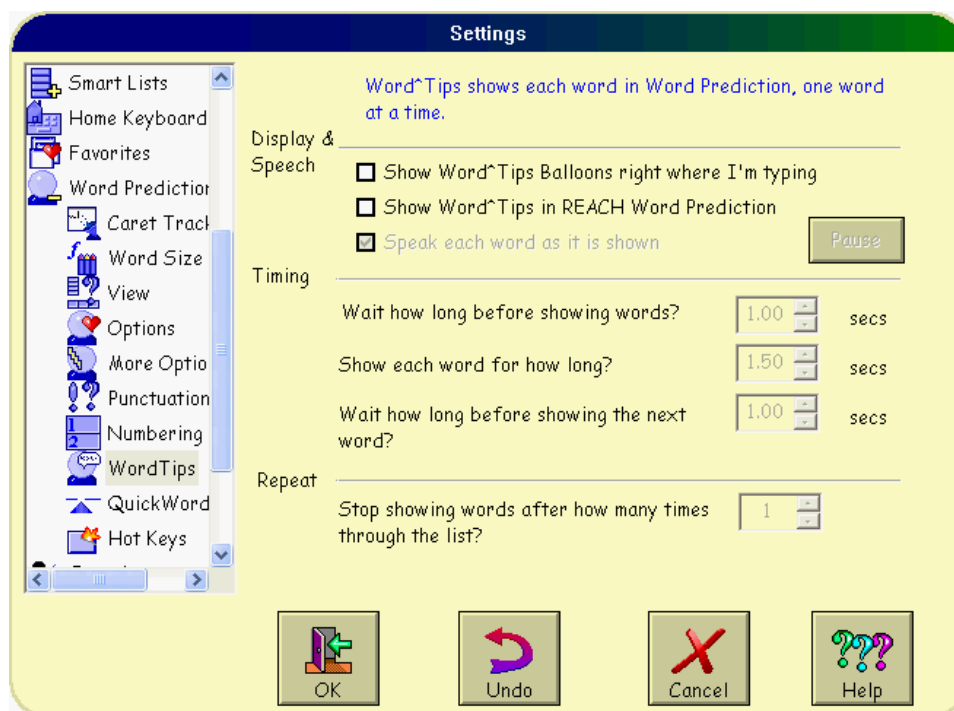 Settings
Smart Lists
Home Keyboard
Favorites
Word Prediction
Caret Track
Word Size
View
Options
More Optio
Punctuation
Numbering
WordTips
QuickWord
Hot Keys
Word^Tips shows each word in Word Prediction, one word
at a time.
Display &
Speech
Show Word^Tips Balloons right where I'm typing
Show Word^Tips in REACH Word Prediction
Speak each word as it is shown
Pause
Timing
Wait how long before showing words? 1.00 secs
Show each word for how long? 1.50 secs
Wait how long before showing the next 1.00 secs
word?
Repeat
Stop showing words after how many times 1
through the list?
OK Undo Cancel Help